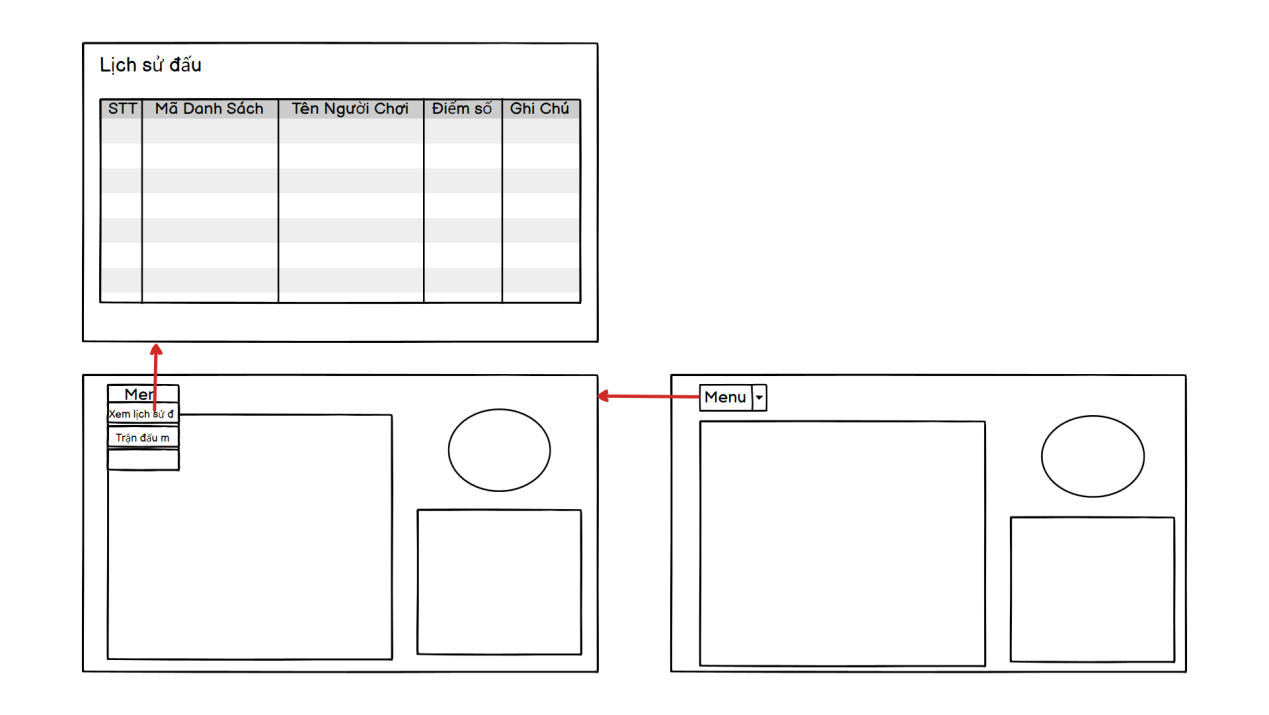 Lịch sử đấu
STT Mã Danh Sách Tên Người Chơi Điểm số Ghi Chú
Men
Xem lịch sử đ
Trận đấu m
Menu